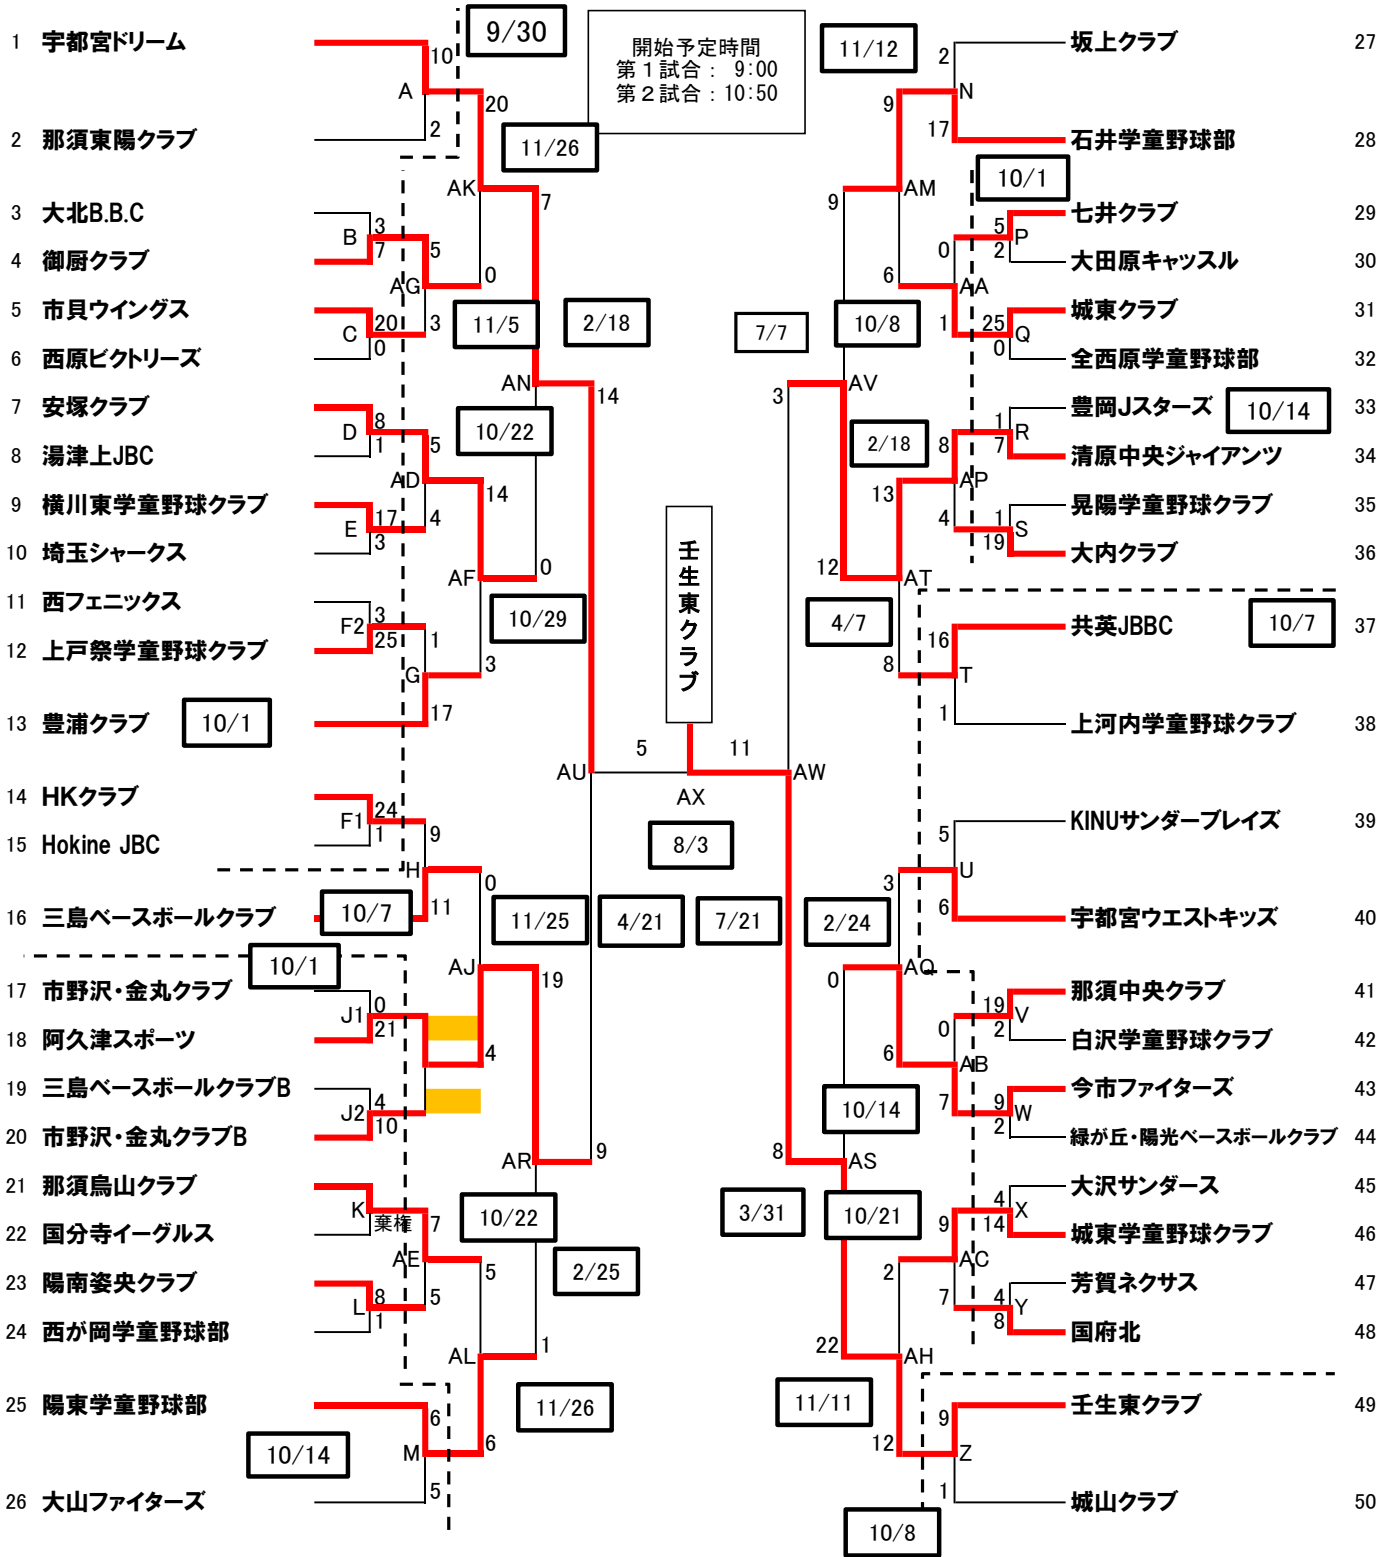 9/30
開始予定時間
第1試合： 9:00
第2試合：10:50
11/12
1 宇都宮ドリーム
10
A
20
2 那須東陽クラブ
2
11/26
AK
7
3 大北B.B.C
3
B
4 御厨クラブ
7
5
AG
0
5 市貝ウイングス
20
C
3
6 西原ビクトリーズ
0
11/5
2/18
AN
14
7 安塚クラブ
8
D
8 湯津上JBC
1
5
10/22
AD
14
9 横川東学童野球クラブ
17
E
4
10 埼玉シャークス
3
AF
0
11 西フェニックス
3
F2
12 上戸祭学童野球クラブ
25
1
10/29
G
3
13 豊浦クラブ
10/1
17
14 HKクラブ
24
F1
15 Hokine JBC
1
9
H
0
16 三島ベースボールクラブ
10/7
11
11/25
4/21
10/1
AJ
19
17 市野沢・金丸クラブ
0
J1
18 阿久津スポーツ
21
4
19 三島ベースボールクラブB
4
J2
20 市野沢・金丸クラブB
10
AR
9
21 那須烏山クラブ
K
棄権
22 国分寺イーグルス
7
10/22
AE
5
23 陽南姿央クラブ
8
L
5
24 西が岡学童野球部
1
2/25
AL
1
25 陽東学童野球部
6
11/26
10/14
M
6
26 大山ファイターズ
5
壬生東クラブ
5
11
AU
AW
AX
8/3
坂上クラブ 27
2
N
9
17
石井学童野球部 28
10/1
AM
9
七井クラブ 29
5
P
2
大田原キャッスル 30
0
AA
6
城東クラブ 31
25
Q
1
0
全西原学童野球部 32
7/7
10/8
AV
3
豊岡Jスターズ 33
10/14
1
R
7
清原中央ジャイアンツ 34
2/18
8
AP
13
晃陽学童野球クラブ 35
1
S
4
19
大内クラブ 36
12
AT
4/7
共英JBBC 37
10/7
16
T
8
1
上河内学童野球クラブ 38
KINUサンダーブレイズ 39
5
U
3
6
宇都宮ウエストキッズ 40
7/21
2/24
AQ
0
那須中央クラブ 41
19
V
2
白沢学童野球クラブ 42
0
AB
6
今市ファイターズ 43
9
W
7
2
緑が丘・陽光ベースボールクラブ 44
10/14
AS
8
大沢サンダース 45
4
X
14
城東学童野球クラブ 46
3/31
10/21
9
AC
2
芳賀ネクサス 47
4
Y
7
8
国府北 48
22
AH
11/11
壬生東クラブ 49
9
Z
12
1
城山クラブ 50
10/8